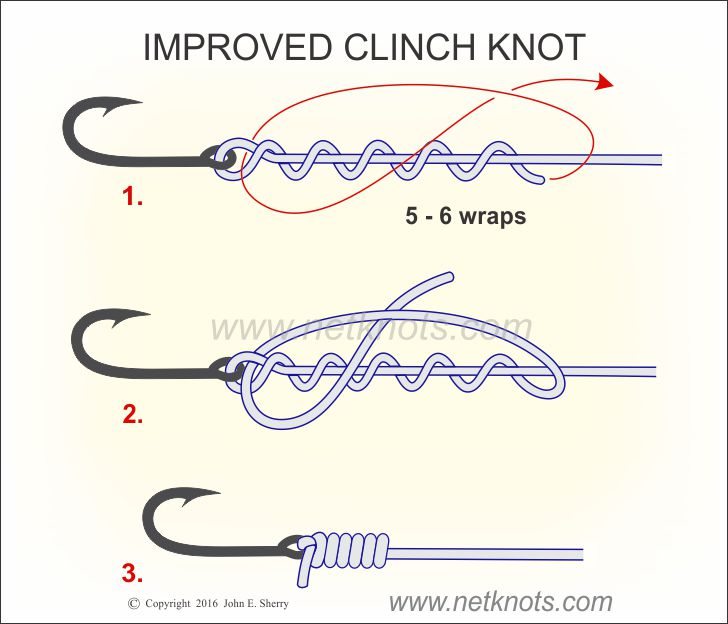 IMPROVED CLINCH KNOT
1.
5 - 6 wraps
www.netknots.com
2.
3.
© Copyright 2016 John E. Sherry
www.netknots.com